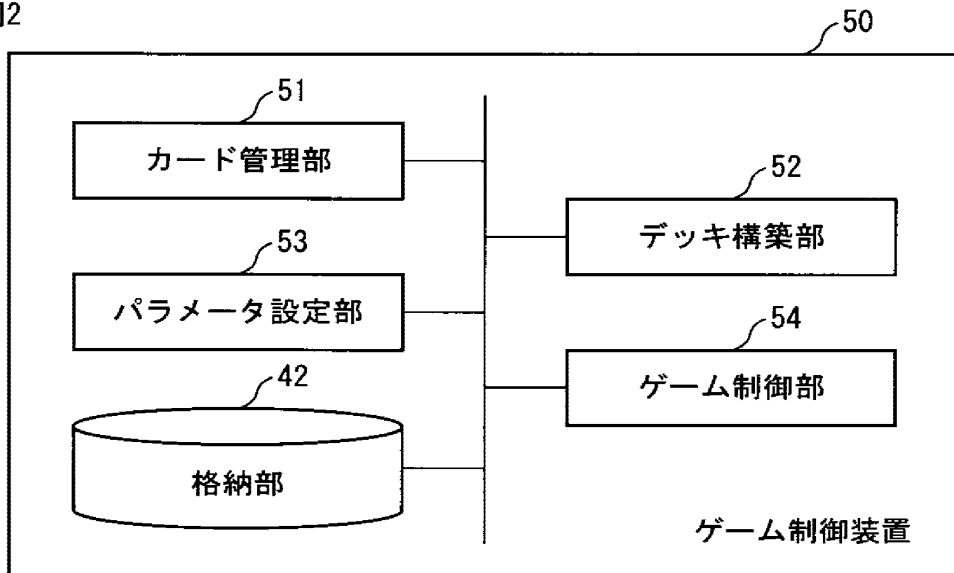 図2
50
51
カード管理部
52
デッキ構築部
53
パラメータ設定部
54
ゲーム制御部
42
格納部
ゲーム制御装置